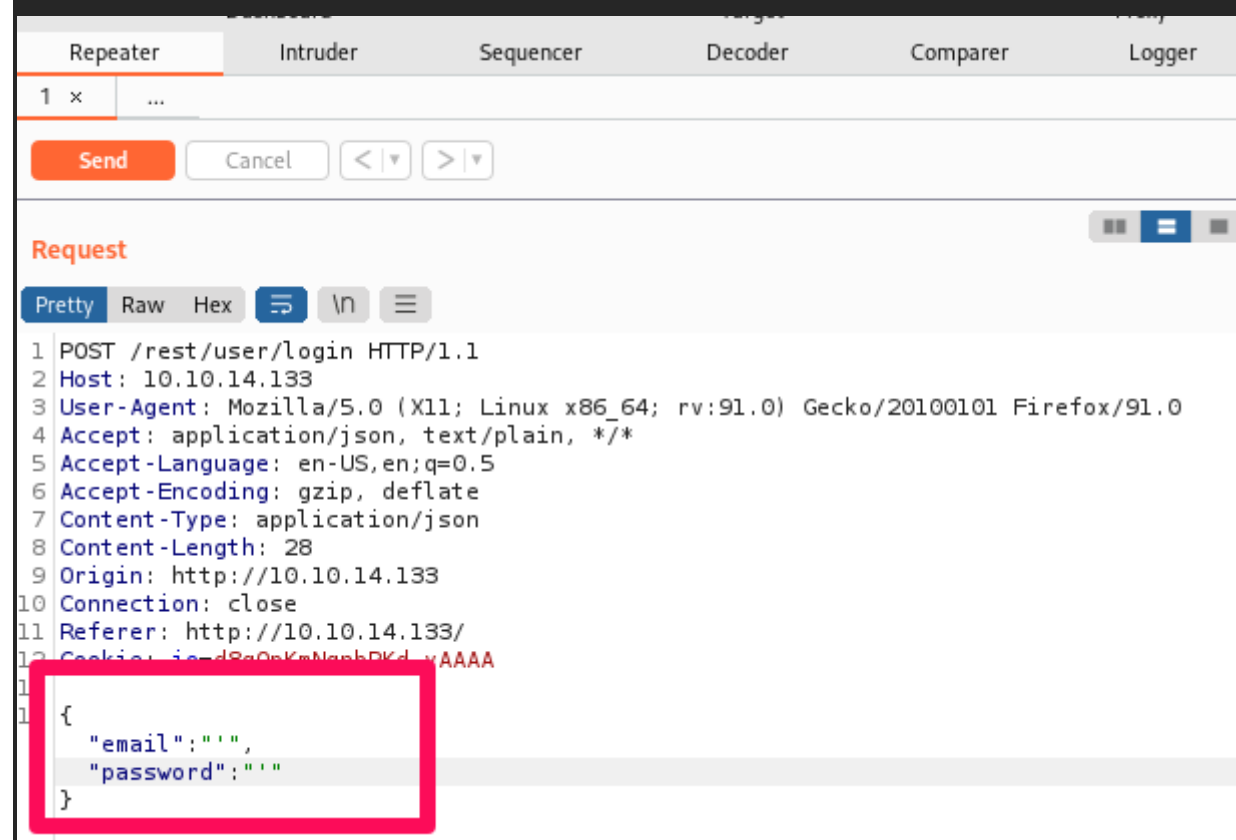 Repeater Intruder Sequencer Decoder Comparer Logger
1 × ...
Send Cancel < >
Request
Pretty Raw Hex \n
1 POST /rest/user/login HTTP/1.1
2 Host: 10.10.14.133
3 User-Agent: Mozilla/5.0 (X11; Linux x86_64; rv:91.0) Gecko/20100101 Firefox/91.0
4 Accept: application/json, text/plain, */*
5 Accept-Language: en-US,en;q=0.5
6 Accept-Encoding: gzip, deflate
7 Content-Type: application/json
8 Content-Length: 28
9 Origin: http://10.10.14.133
10 Connection: close
11 Referer: http://10.10.14.133/
12 Cookie:
{
"email":"'",
"password":"'"
}